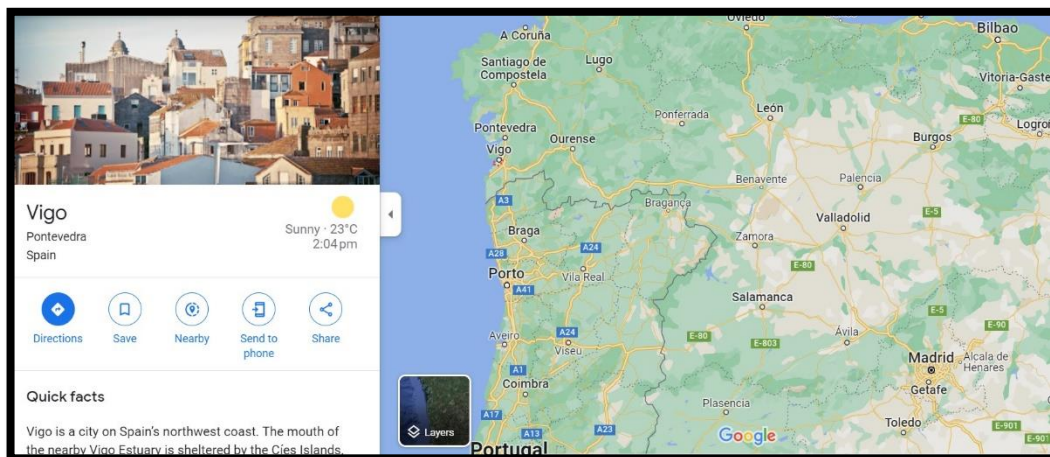 Vigo
Pontevedra
Spain
Sunny · 23°C
2:04 pm
Directions
Save
Nearby
Send to
phone
Share
Quick facts
Vigo is a city on Spain's northwest coast. The mouth of
the nearby Vigo Estuary is sheltered by the Cíes Islands,
Layers
Oviedo
A Coruña
Bilbao
Santiago de
Compostela
Lugo
Vitoria-Gaste
León
Ponferrada
E-80
Logroñ
Pontevedra
Burgos
Vigo
Ourense
Benavente
Palencia
A3
Bragança
E-5
Valladolid
Braga
A24
Zamora
A28
E-80
Porto
Vila Real
A41
Salamanca
E-5
E-90
Aveiro
A24
E-80
E-803
Ávila
Viseu
Madrid
Alcala de
Henares
A1
Coimbra
Getafe
Plasencia
A17
A13
A23
Google
Toledo
E-901
E-901
Portugal